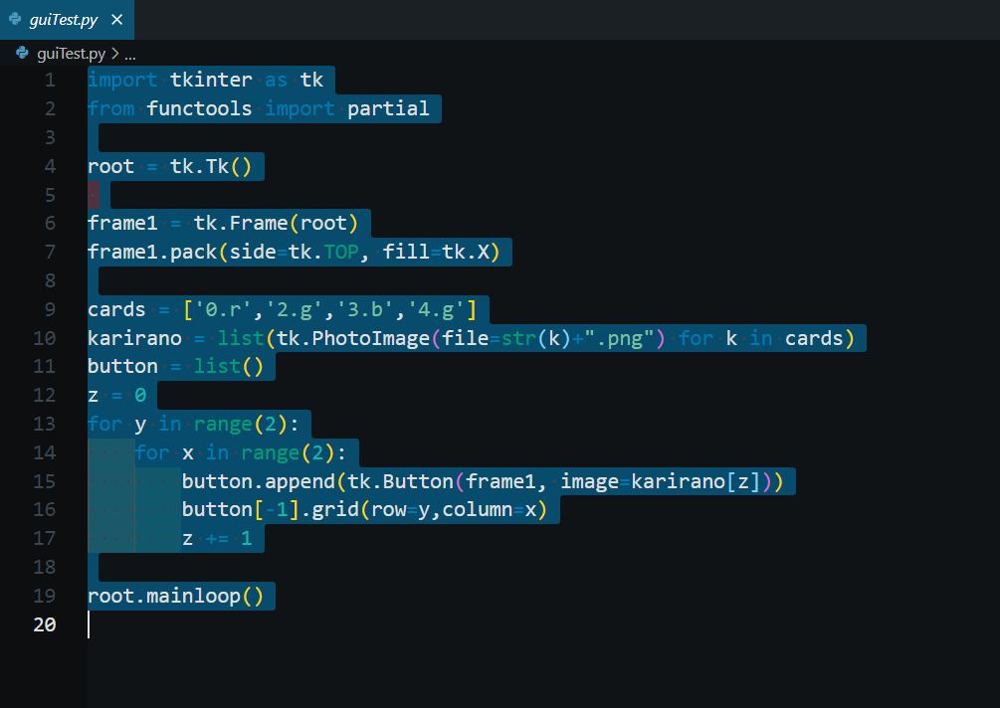 guiTest.py ×
guiTest.py > ...
1 import tkinter as tk
2 from functools import partial
3
4 root = tk.Tk()
5
6 frame1 = tk.Frame(root)
7 frame1.pack(side=tk.TOP, fill=tk.X)
8
9 cards = ['0.r','2.g','3.b','4.g']
10 karirano = list(tk.PhotoImage(file=str(k)+".png") for k in cards)
11 button = list()
12 z = 0
13 for y in range(2):
14     for x in range(2):
15         button.append(tk.Button(frame1, image=karirano[z]))
16         button[-1].grid(row=y,column=x)
17         z += 1
18
19 root.mainloop()
20